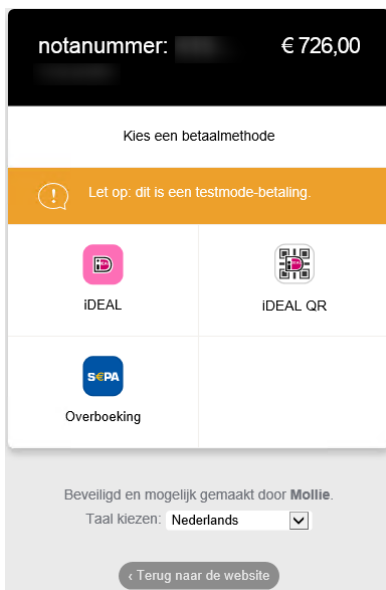 notanummer: € 726,00
Kies een betaalmethode
Let op: dit is een testmode-betaling.
iDEAL
iDEAL QR
S€PA
Overboeking
Beveiligd en mogelijk gemaakt door Mollie.
Taal kiezen: Nederlands
‹ Terug naar de website